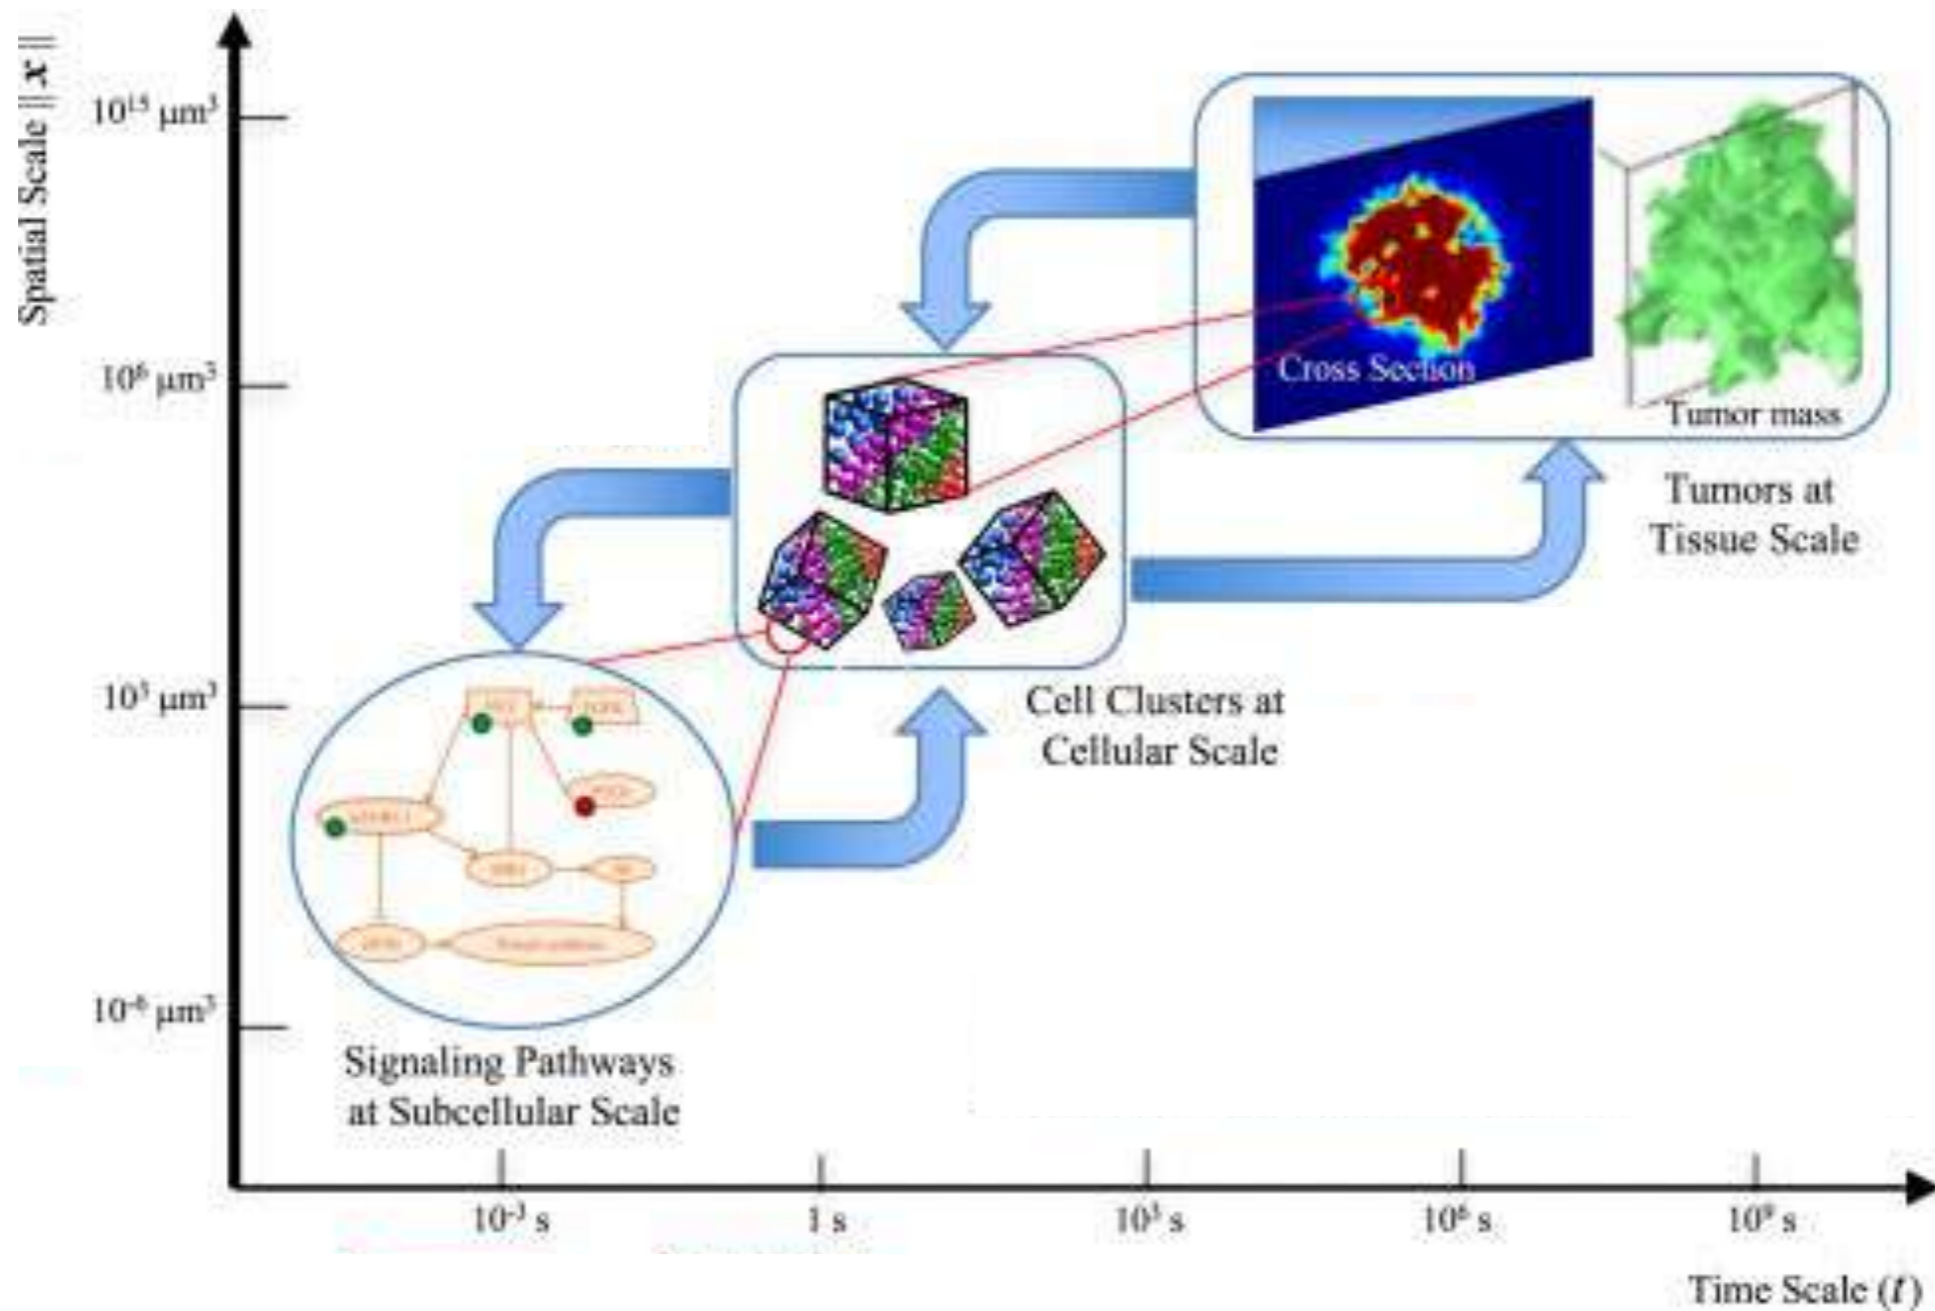 Spatial Scale ||x||
10¹⁵ μm³
10⁶ μm³
10³ μm³
10⁻⁶ μm³
Cross Section
Tumor mass
Tumors at
Tissue Scale
Cell Clusters at
Cellular Scale
Signaling Pathways
at Subcellular Scale
10⁻³ s
1 s
10³ s
10⁶ s
10⁹ s
Time Scale (t)